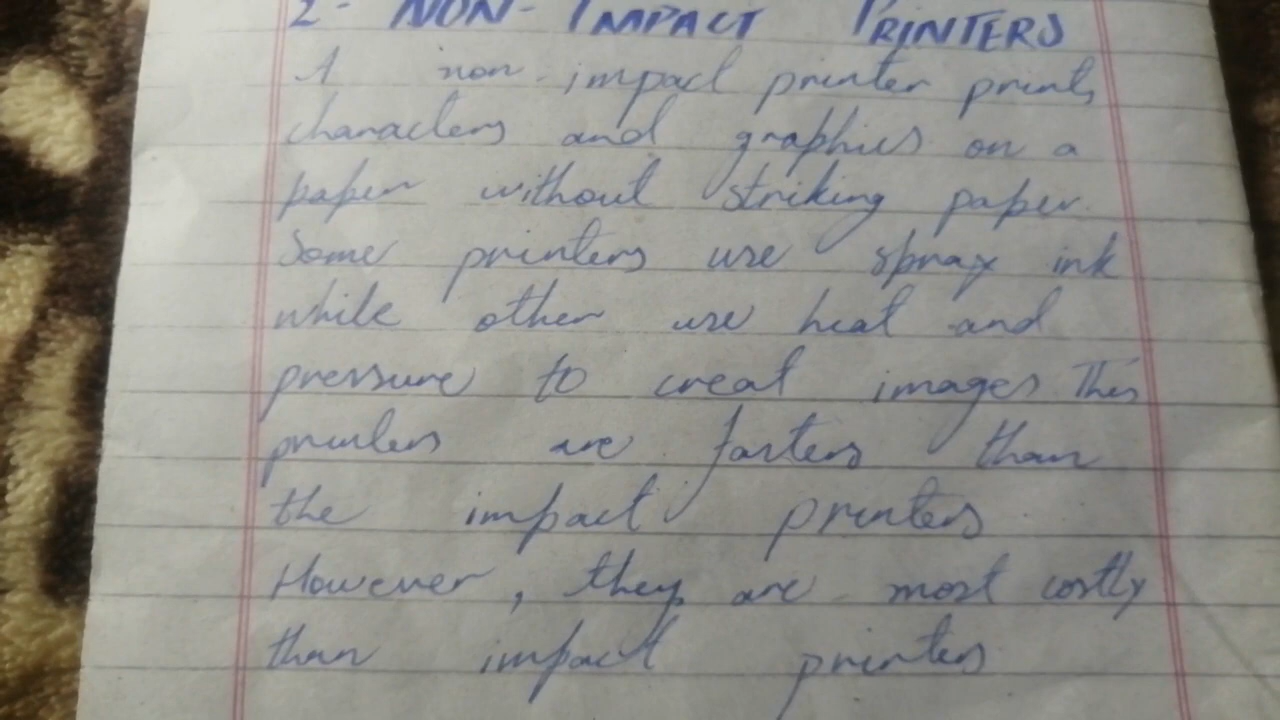 2- NON-IMPACT PRINTERS
A non-impact printer prints
characters and graphics on a
paper without striking paper.
Some printers use spray ink
while other use heat and
pressure to creat images This
printers are fasters than
the impact printers
However, they are most costly
than impact printers